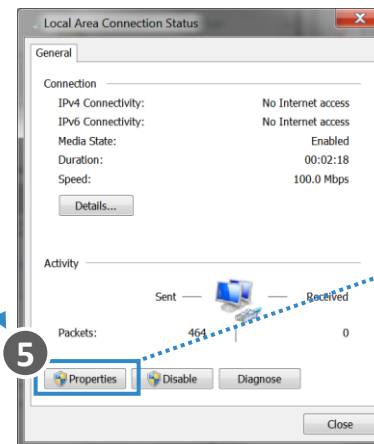 Local Area Connection Status
General
Connection
IPv4 Connectivity: No Internet access
IPv6 Connectivity: No Internet access
Media State: Enabled
Duration: 00:02:18
Speed: 100.0 Mbps
Details...
Activity
Sent Received
Packets: 464 0
5
Properties Disable Diagnose
Close